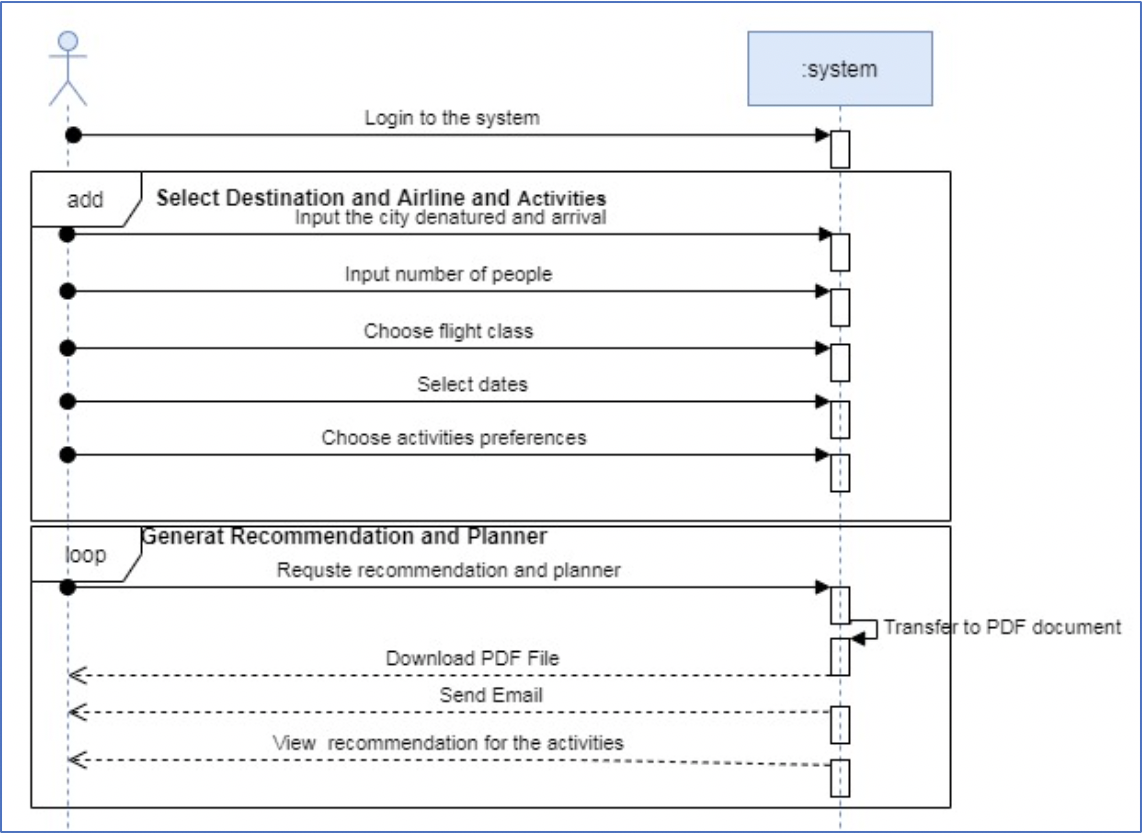 :system
Login to the system
add
Select Destination and Airline and Activities
Input the city denatured and arrival
Input number of people
Choose flight class
Select dates
Choose activities preferences
Generat Recommendation and Planner
loop
Requste recommendation and planner
Transfer to PDF document
Download PDF File
Send Email
View recommendation for the activities